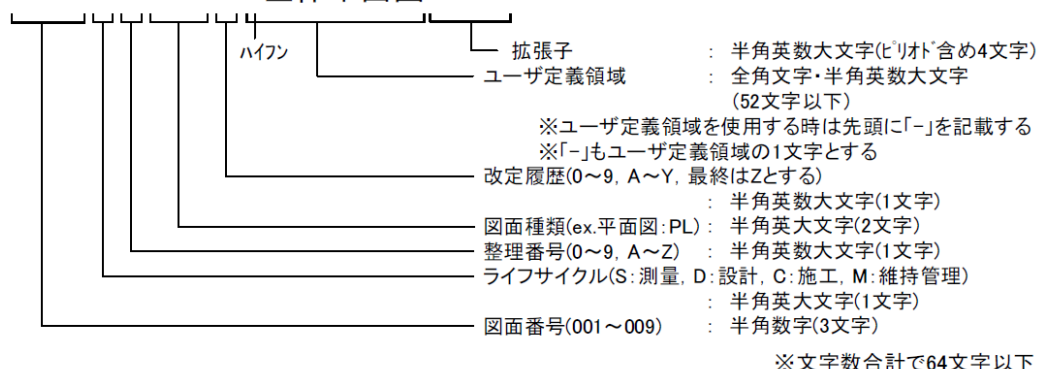 ハイフン
拡張子 : 半角英数大文字(ピリオド含め4文字)
ユーザ定義領域 : 全角文字・半角英数大文字
(52文字以下)
※ユーザ定義領域を使用する時は先頭に「-」を記載する
※「-」もユーザ定義領域の1文字とする
改定履歴(0～9, A～Y, 最終はZとする)
: 半角英数大文字(1文字)
図面種類(ex.平面図:PL) : 半角英大文字(2文字)
整理番号(0～9, A～Z) : 半角英数大文字(1文字)
ライフサイクル(S:測量, D:設計, C:施工, M:維持管理)
: 半角英大文字(1文字)
図面番号(001～009) : 半角数字(3文字)
※文字数合計で64文字以下